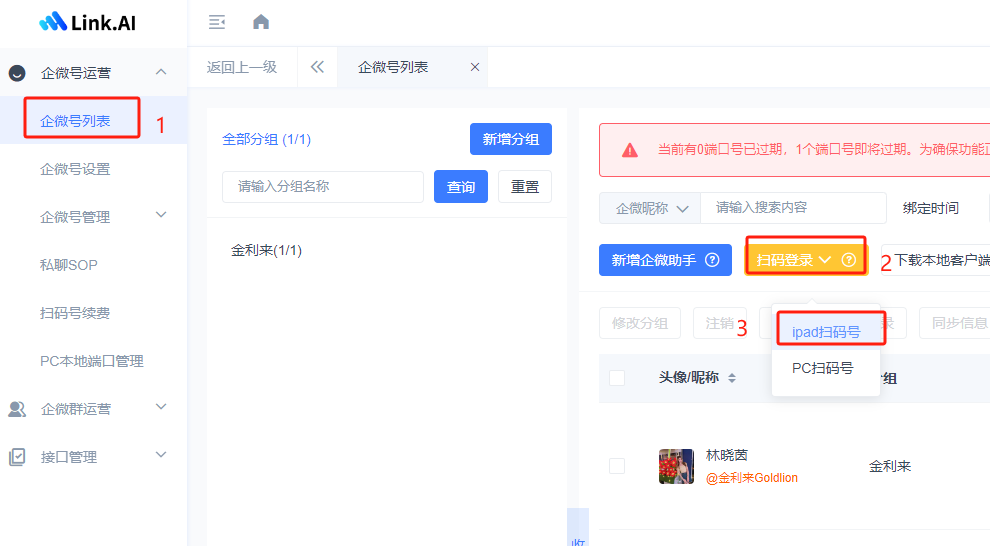 Link.AI
企微号运营
企微号列表
1
企微号设置
企微号管理
私聊SOP
扫码号续费
PC本地端口管理
企微群运营
接口管理
返回上一级
企微号列表
全部分组 (1/1)
新增分组
请输入分组名称
查询
重置
金利来(1/1)
当前有0端口号已过期，1个端口号即将过期。为确保功能正
企微昵称
请输入搜索内容
绑定时间
新增企微助手
扫码登录
2
下载本地客户端
修改分组
注销
3
ipad扫码号
录
同步信息
PC扫码号
头像/昵称
分组
林晓茵
@金利来Goldlion
金利来
收